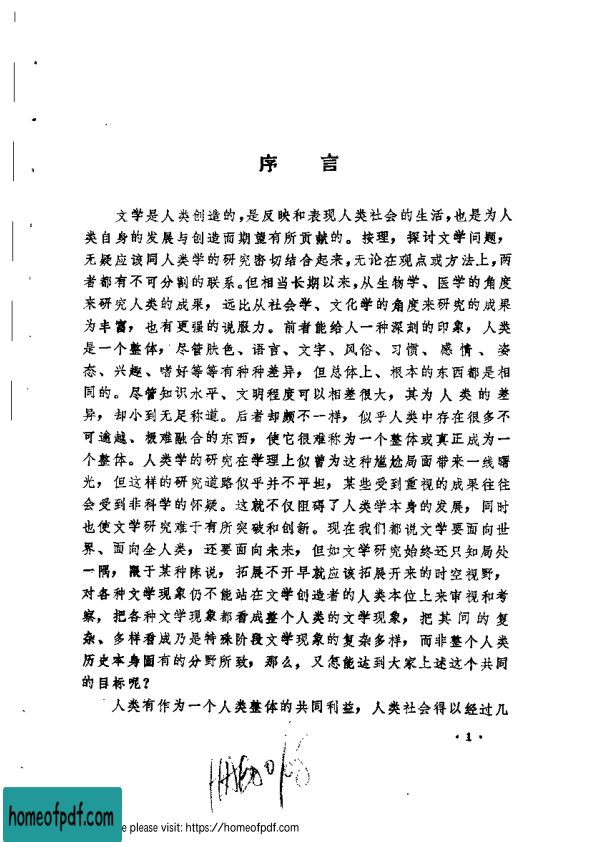 序 言
文学是人类创造的，是反映和表现人类社会的生活，也是为人
类自身的发展与创造而期望有所贡献的。按理，探讨文学问题，
无疑应该同人类学的研究密切结合起来，无论在观点或方法上，两
者都有不可分割的联系。但相当长期以来，从生物学、医学的角度
来研究人类的成果，远比从社会学、文化学的角度来研究的成果
为丰富，也有更强的说服力。前者能给人一种深刻的印象，人类
是一个整体，尽管肤色、语言、文字、风俗、习惯、感情、姿
态、兴趣、嗜好等等有种种差异，但总体上、根本的东西都是相
同的。尽管知识水平、文明程度可以相差很大，其为人类的差
异，却小到无足称道。后者却颇不一样，似乎人类中存在很多不
可逾越、极难融合的东西，使它很难称为一个整体或真正成为一
个整体。人类学的研究在学理上似曾为这种尴尬局面带来一线曙
光，但这样的研究道路似乎并不平坦，某些受到重视的成果往往
会受到非科学的怀疑。这就不仅阻碍了人类学本身的发展，同时
也使文学研究难于有所突破和创新。现在我们都说文学要面向世
界、面向全人类，还要面向未来，但如文学研究始终还只知局处
一隅，震于某种陈说，拓展不开早就应该拓展开来的时空视野，
对各种文学现象仍不能站在文学创造者的人类本位上来审视和考
察，把各种文学现象都看成整个人类的文学现象，把其间的复
杂、多样看成乃是特殊阶段文学现象的复杂多样，而非整个人类
历史本身固有的分野所致，那么，又怎能达到大家上述这个共同
的目标呢？
人类有作为一个人类整体的共同利益，人类社会得以经过几
·1·
homeofpdf.com
e please visit: https://homeofpdf.com